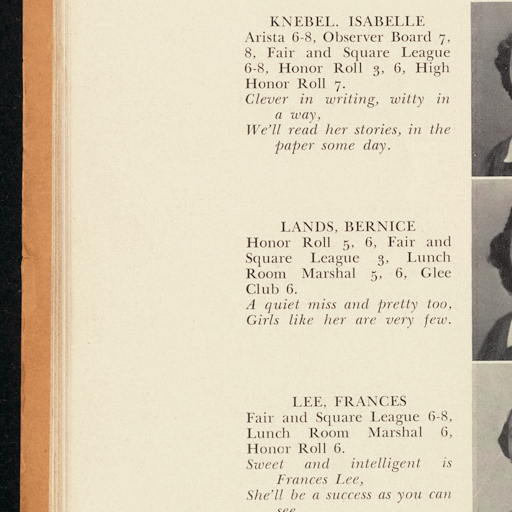 KNEBEL. ISABELLE
Arista 6-8, Observer Board 7,
8, Fair and Square League
6-8, Honor Roll 3, 6, High
Honor Roll 7.
Clever in writing, witty in
a way,
We'll read her stories, in the
paper some day.
LANDS, BERNICE
Honor Roll 5, 6, Fair and
Square League 3, Lunch
Room Marshal 5, 6, Glee
Club 6.
A quiet miss and pretty too,
Girls like her are very few.
LEE, FRANCES
Fair and Square League 6-8,
Lunch Room Marshal 6,
Honor Roll 6.
Sweet and intelligent is
Frances Lee,
She'll be a success as you can
see.